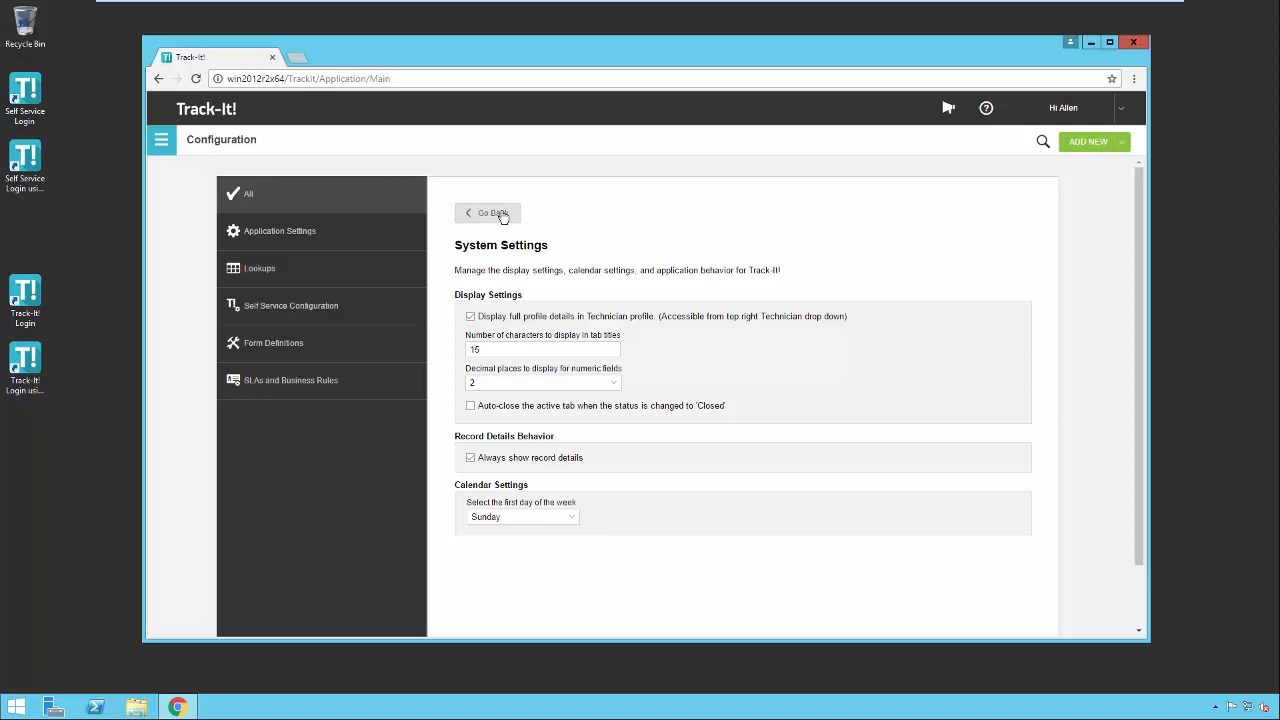 Recycle Bin
Self Service
Login
Self Service
Login usi...
Track-It!
Login
Track-It!
Login usi...
Track-It!
win2012r2x64/TrackIt/Application/Main
Track-It!
Hi Allen
Configuration
ADD NEW
All
Application Settings
Lookups
Self Service Configuration
Form Definitions
SLAs and Business Rules
Go Back
System Settings
Manage the display settings, calendar settings, and application behavior for Track-It!
Display Settings
Display full profile details in Technician profile. (Accessible from top right Technician drop down)
Number of characters to display in tab titles
15
Decimal places to display for numeric fields
2
Auto-close the active tab when the status is changed to 'Closed'
Record Details Behavior
Always show record details
Calendar Settings
Select the first day of the week
Sunday